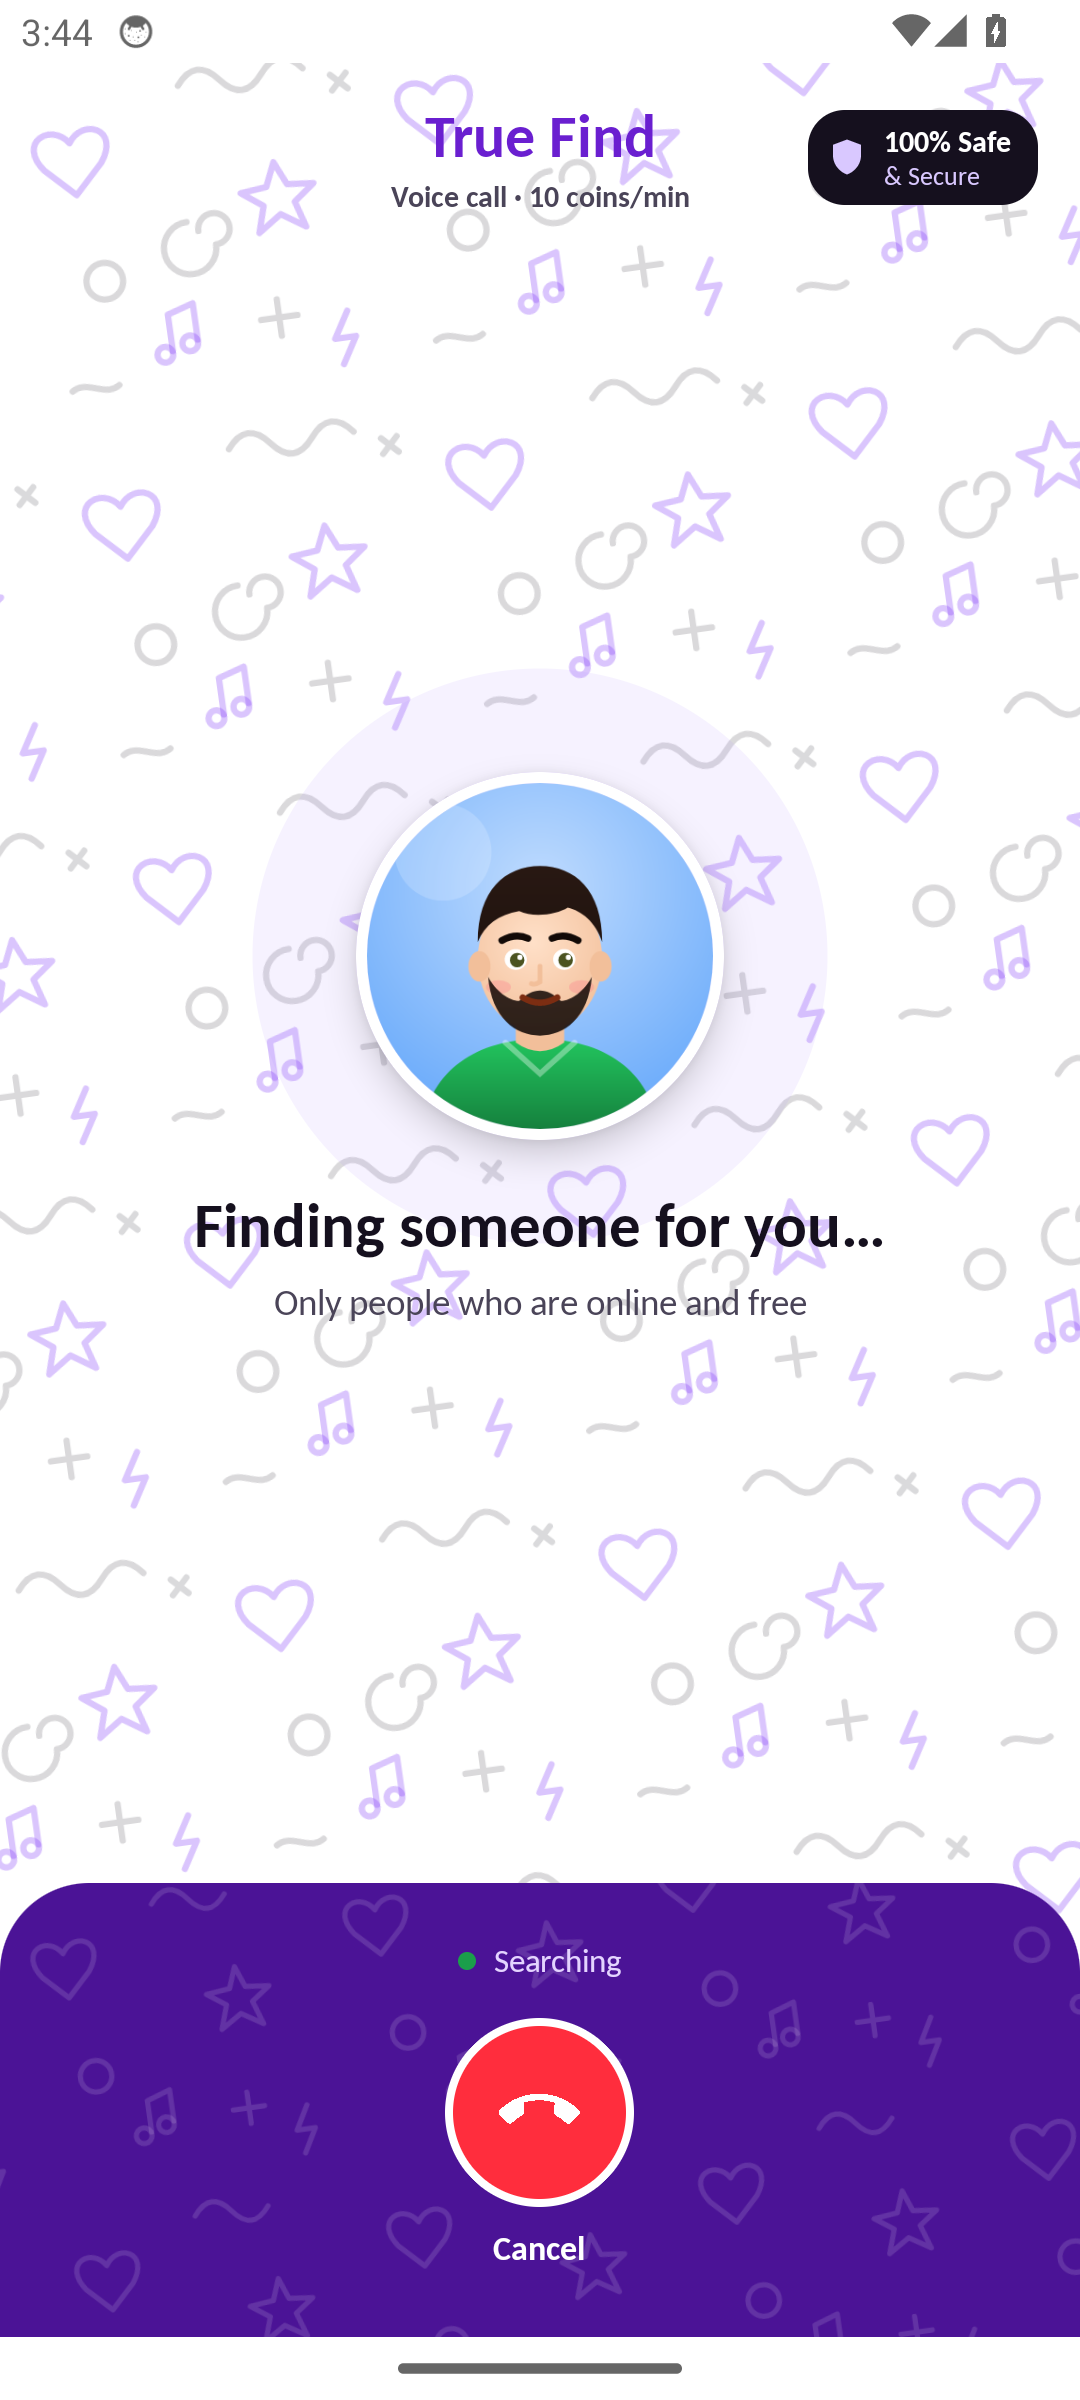 3:44
True Find
Voice call · 10 coins/min
100% Safe
& Secure
Finding someone for you...
Only people who are online and free
Searching
Cancel